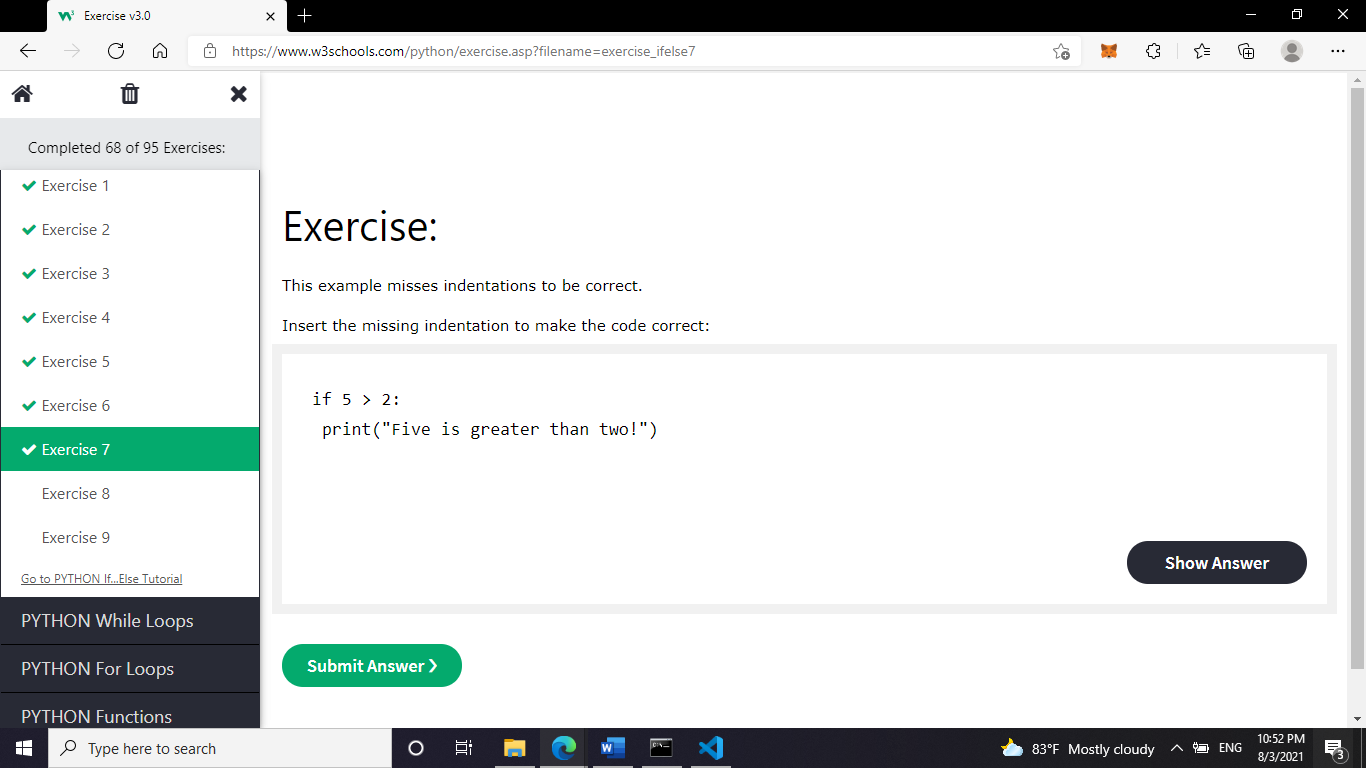 Exercise v3.0
https://www.w3schools.com/python/exercise.asp?filename=exercise_ifelse7
Completed 68 of 95 Exercises:
Exercise 1
Exercise 2
Exercise 3
Exercise 4
Exercise 5
Exercise 6
Exercise 7
Exercise 8
Exercise 9
Go to PYTHON If...Else Tutorial
PYTHON While Loops
PYTHON For Loops
PYTHON Functions
Exercise:
This example misses indentations to be correct.
Insert the missing indentation to make the code correct:
if 5 > 2:
 print("Five is greater than two!")
Show Answer
Submit Answer ❯
Type here to search
83°F Mostly cloudy
ENG
10:52 PM
8/3/2021
3